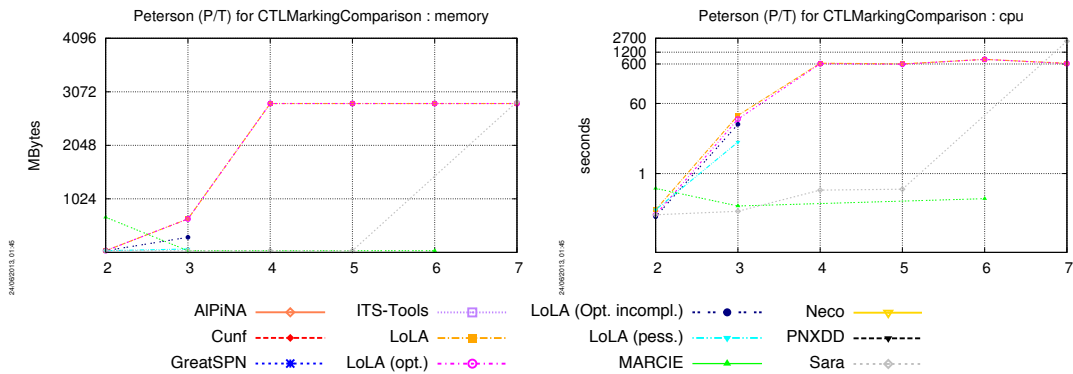 Peterson (P/T) for CTLMarkingComparison : memory
4096
3072
2048
1024
MBytes
2 3 4 5 6 7
24/06/2013, 01:45
Peterson (P/T) for CTLMarkingComparison : cpu
2700
1200
600
60
1
seconds
2 3 4 5 6 7
24/06/2013, 01:45
AlPiNA
Cunf
GreatSPN
ITS-Tools
LoLA
LoLA (opt.)
LoLA (Opt. incompl.)
LoLA (pess.)
MARCIE
Neco
PNXDD
Sara